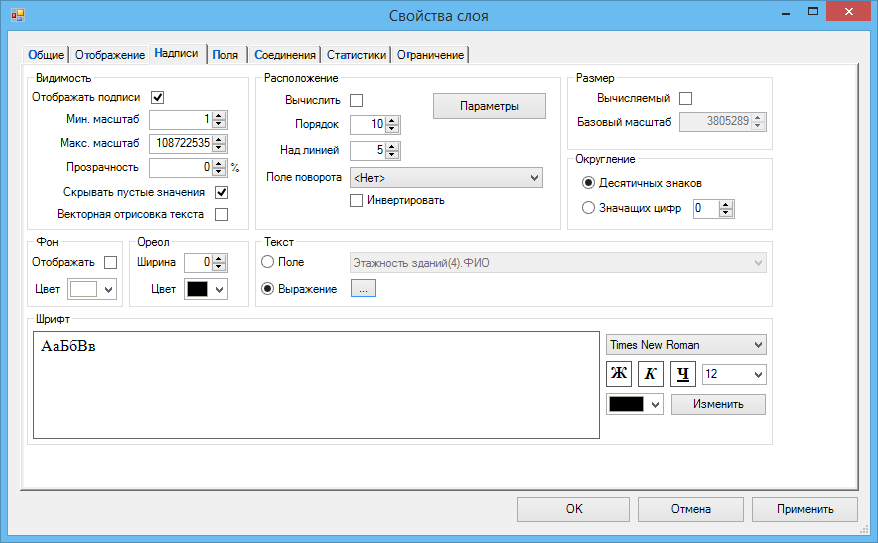 Свойства слоя
Общие Отображение Надписи Поля Соединения Статистики Ограничение
Видимость
Отображать подписи
Мин. масштаб 1
Макс. масштаб 108722535
Прозрачность 0 %
Скрывать пустые значения
Векторная отрисовка текста
Расположение
Вычислить Параметры
Порядок 10
Над линией 5
Поле поворота <Нет>
Инвертировать
Размер
Вычисляемый
Базовый масштаб 3805289
Округление
Десятичных знаков
Значащих цифр 0
Фон
Отображать
Цвет
Ореол
Ширина 0
Цвет
Текст
Поле Этажность зданий(4).ФИО
Выражение ...
Шрифт
АаБбВв
Times New Roman
Ж К Ч 12
Изменить
OK Отмена Применить